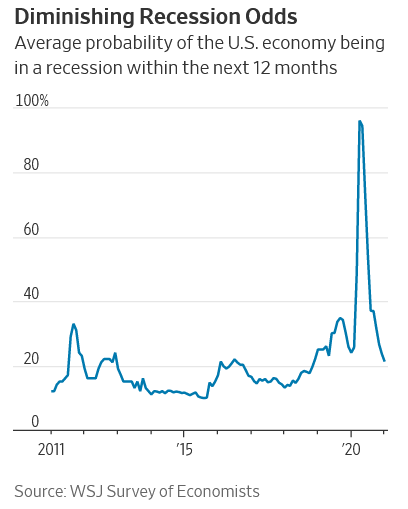 Diminishing Recession Odds
Average probability of the U.S. economy being
in a recession within the next 12 months
100%
80
60
40
20
0
2011
'15
'20
Source: WSJ Survey of Economists